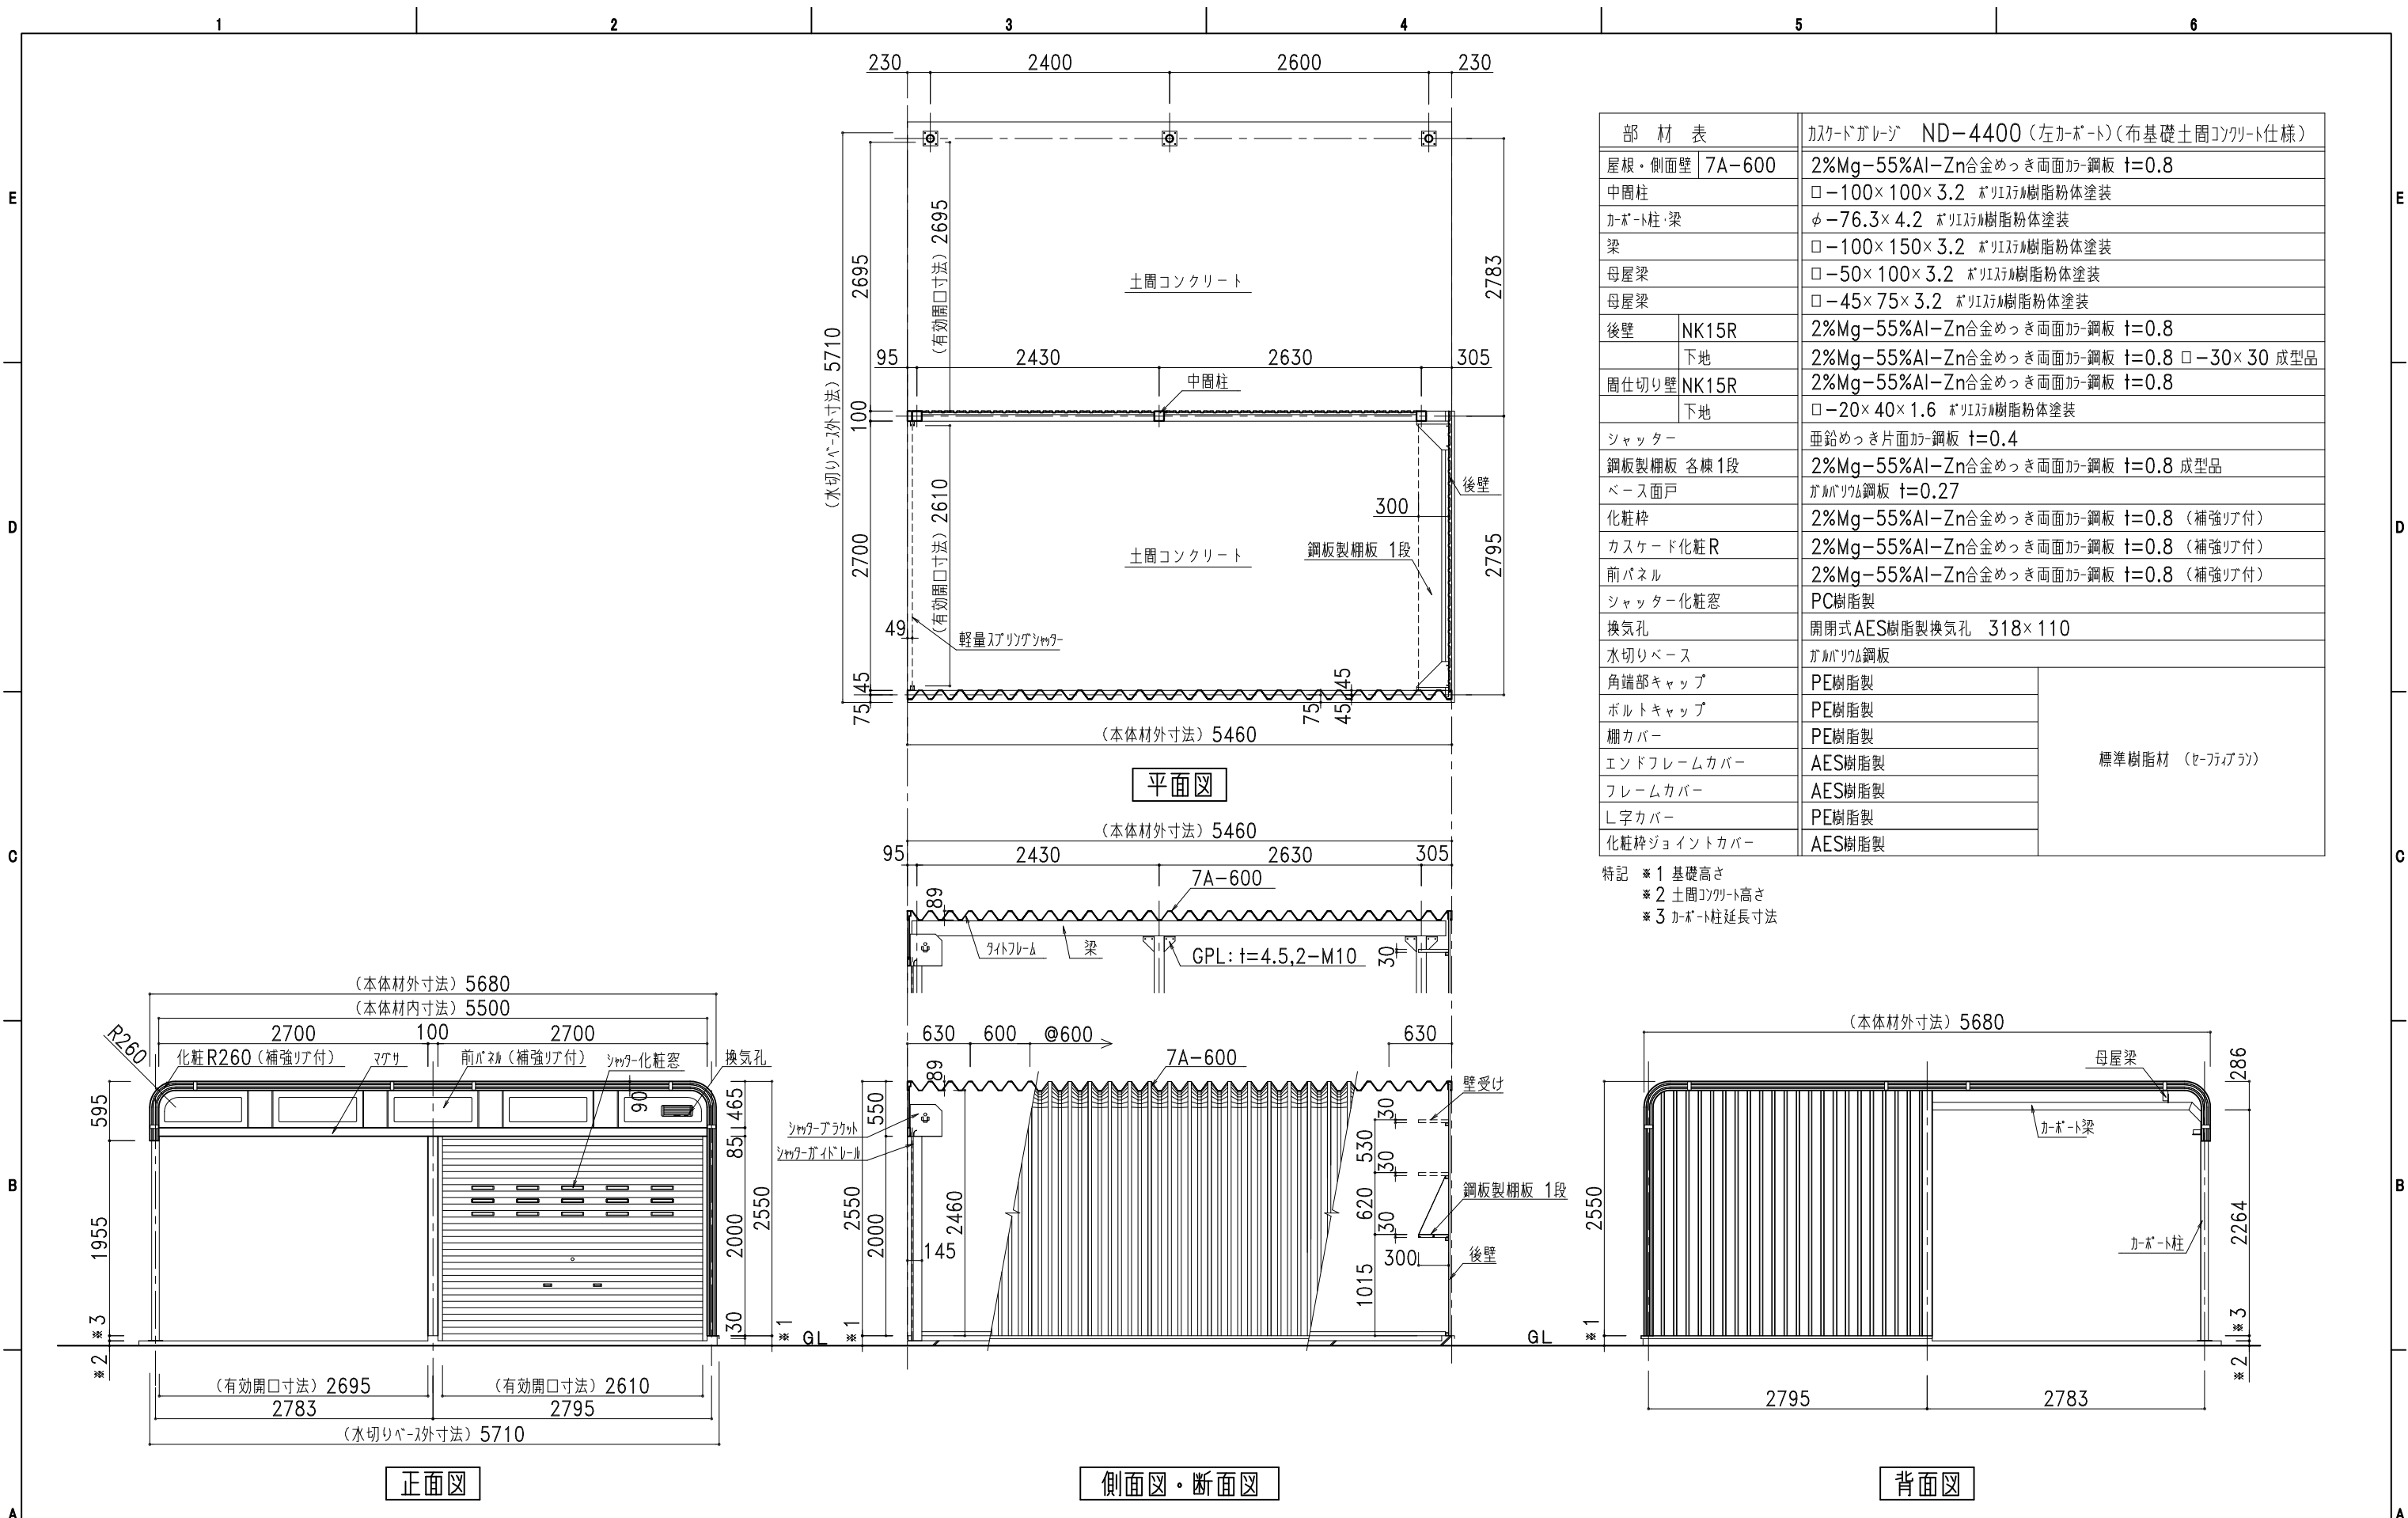 1 2 3 4 5 6
E E
D D
C C
B B
A A
230 2400 2600 230
2695
(有効開口寸法) 2695
2783
土間コンクリート
(水切りベース外寸法) 5710
95 2430 2630 305
中間柱
100
後壁
300
(有効開口寸法) 2610
2700
土間コンクリート
鋼板製棚板 1段
2795
49
軽量スプリングシャッター
45
75
75
45
45
(本体材外寸法) 5460
平面図
部 材 表 カスケードガレージ ND-4400 (左カーポート) (布基礎土間コンクリート仕様)
屋根・側面壁 7A-600 2%Mg-55%Al-Zn合金めっき両面カラー鋼板 t=0.8
中間柱 □-100×100×3.2 ポリエステル樹脂粉体塗装
カーポート柱・梁 φ-76.3×4.2 ポリエステル樹脂粉体塗装
梁 □-100×150×3.2 ポリエステル樹脂粉体塗装
母屋梁 □-50×100×3.2 ポリエステル樹脂粉体塗装
母屋梁 □-45×75×3.2 ポリエステル樹脂粉体塗装
後壁 NK15R 2%Mg-55%Al-Zn合金めっき両面カラー鋼板 t=0.8
下地 2%Mg-55%Al-Zn合金めっき両面カラー鋼板 t=0.8 □-30×30 成型品
間仕切り壁 NK15R 2%Mg-55%Al-Zn合金めっき両面カラー鋼板 t=0.8
下地 □-20×40×1.6 ポリエステル樹脂粉体塗装
シャッター 亜鉛めっき片面カラー鋼板 t=0.4
鋼板製棚板 各棟1段 2%Mg-55%Al-Zn合金めっき両面カラー鋼板 t=0.8 成型品
ベース面戸 ガルバリウム鋼板 t=0.27
化粧枠 2%Mg-55%Al-Zn合金めっき両面カラー鋼板 t=0.8 (補強リブ付)
カスケード化粧R 2%Mg-55%Al-Zn合金めっき両面カラー鋼板 t=0.8 (補強リブ付)
前パネル 2%Mg-55%Al-Zn合金めっき両面カラー鋼板 t=0.8 (補強リブ付)
シャッター化粧窓 PC樹脂製
換気孔 開閉式AES樹脂製換気孔 318×110
水切りベース ガルバリウム鋼板
角端部キャップ PE樹脂製
ボルトキャップ PE樹脂製
棚カバー PE樹脂製
エンドフレームカバー AES樹脂製
標準樹脂材 (セーフティプラン)
フレームカバー AES樹脂製
L字カバー PE樹脂製
化粧枠ジョイントカバー AES樹脂製
特記 ※1 基礎高さ
※2 土間コンクリート高さ
※3 カーポート柱延長寸法
(本体材外寸法) 5460
95 2430 2630 305
7A-600
89
タイトフレーム
梁
GPL: t=4.5,2-M10
30
630 600 @600 630
7A-600
89
壁受け
550
シャッターブラケット
シャッターガイドレール
2550
2000
2460
145
30
530
30
620
30
鋼板製棚板 1段
300
後壁
1015
※1
GL
GL
側面図・断面図
(本体材外寸法) 5680
(本体材内寸法) 5500
2700 100 2700
R260
化粧R260 (補強リブ付)
マグサ
前パネル (補強リブ付)
シャッター化粧窓
換気孔
595
90
465
85
1955
2000
2550
30
※3
※2
※1
(有効開口寸法) 2695
(有効開口寸法) 2610
2783 2795
(水切りベース外寸法) 5710
正面図
(本体材外寸法) 5680
母屋梁
286
カーポート梁
2550
2264
カーポート柱
※1
※3
※2
2795 2783
背面図